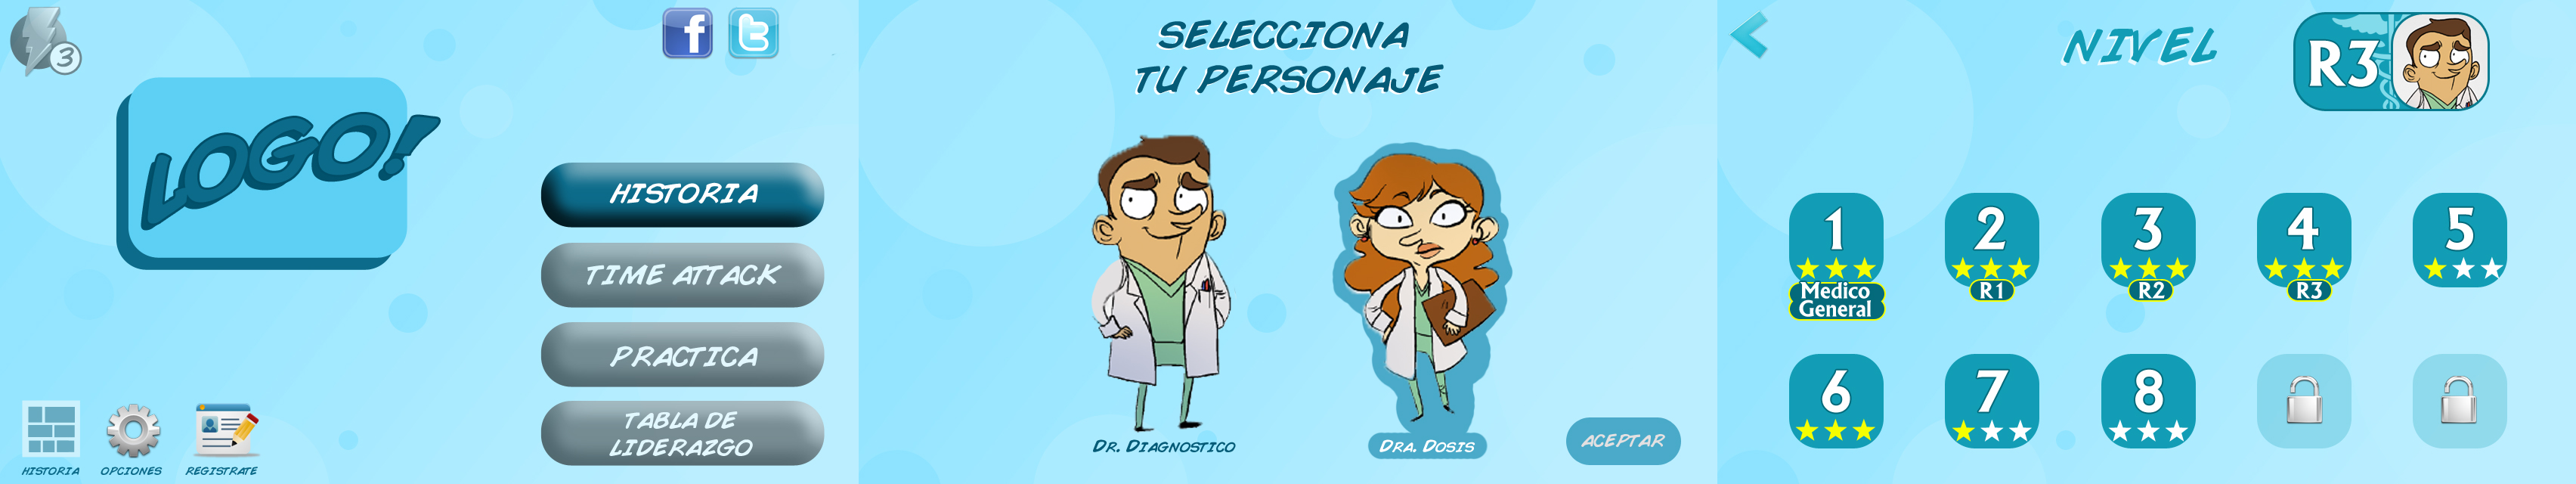 3
f
t
LOGO!
HISTORIA
TIME ATTACK
PRACTICA
TABLA DE
LIDERAZGO
HISTORIA
OPCIONES
REGISTRATE
SELECCIONA
TU PERSONAJE
DR. DIAGNOSTICO
DRA. DOSIS
ACEPTAR
NIVEL
R3
1
2
3
4
5
Medico
General
R1
R2
R3
6
7
8